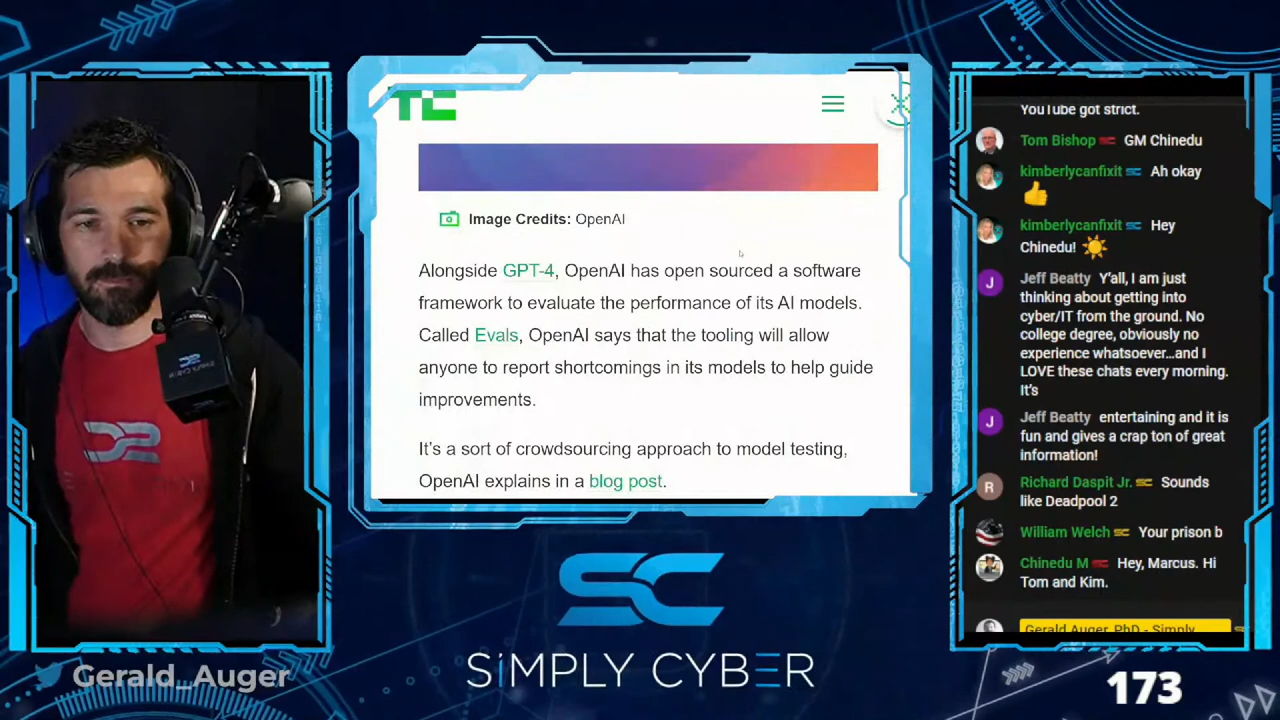 TC
Image Credits: OpenAI
Alongside GPT-4, OpenAI has open sourced a software
framework to evaluate the performance of its AI models.
Called Evals, OpenAI says that the tooling will allow
anyone to report shortcomings in its models to help guide
improvements.
It's a sort of crowdsourcing approach to model testing,
OpenAI explains in a blog post.
SC
SIMPLY CYBER
Gerald_Auger
SIMPLY CYBER
YouTube got strict.
Tom Bishop GM Chinedu
kimberlycanfixit Ah okay
kimberlycanfixit Hey
Chinedu!
J Jeff Beatty Y'all, I am just
thinking about getting into
cyber/IT from the ground. No
college degree, obviously no
experience whatsoever...and I
LOVE these chats every morning.
It's
J Jeff Beatty entertaining and it is
fun and gives a crap ton of great
information!
R Richard Daspit Jr. Sounds
like Deadpool 2
William Welch Your prison b
Chinedu M Hey, Marcus. Hi
Tom and Kim.
Gerald Auger, PhD - Simply
173